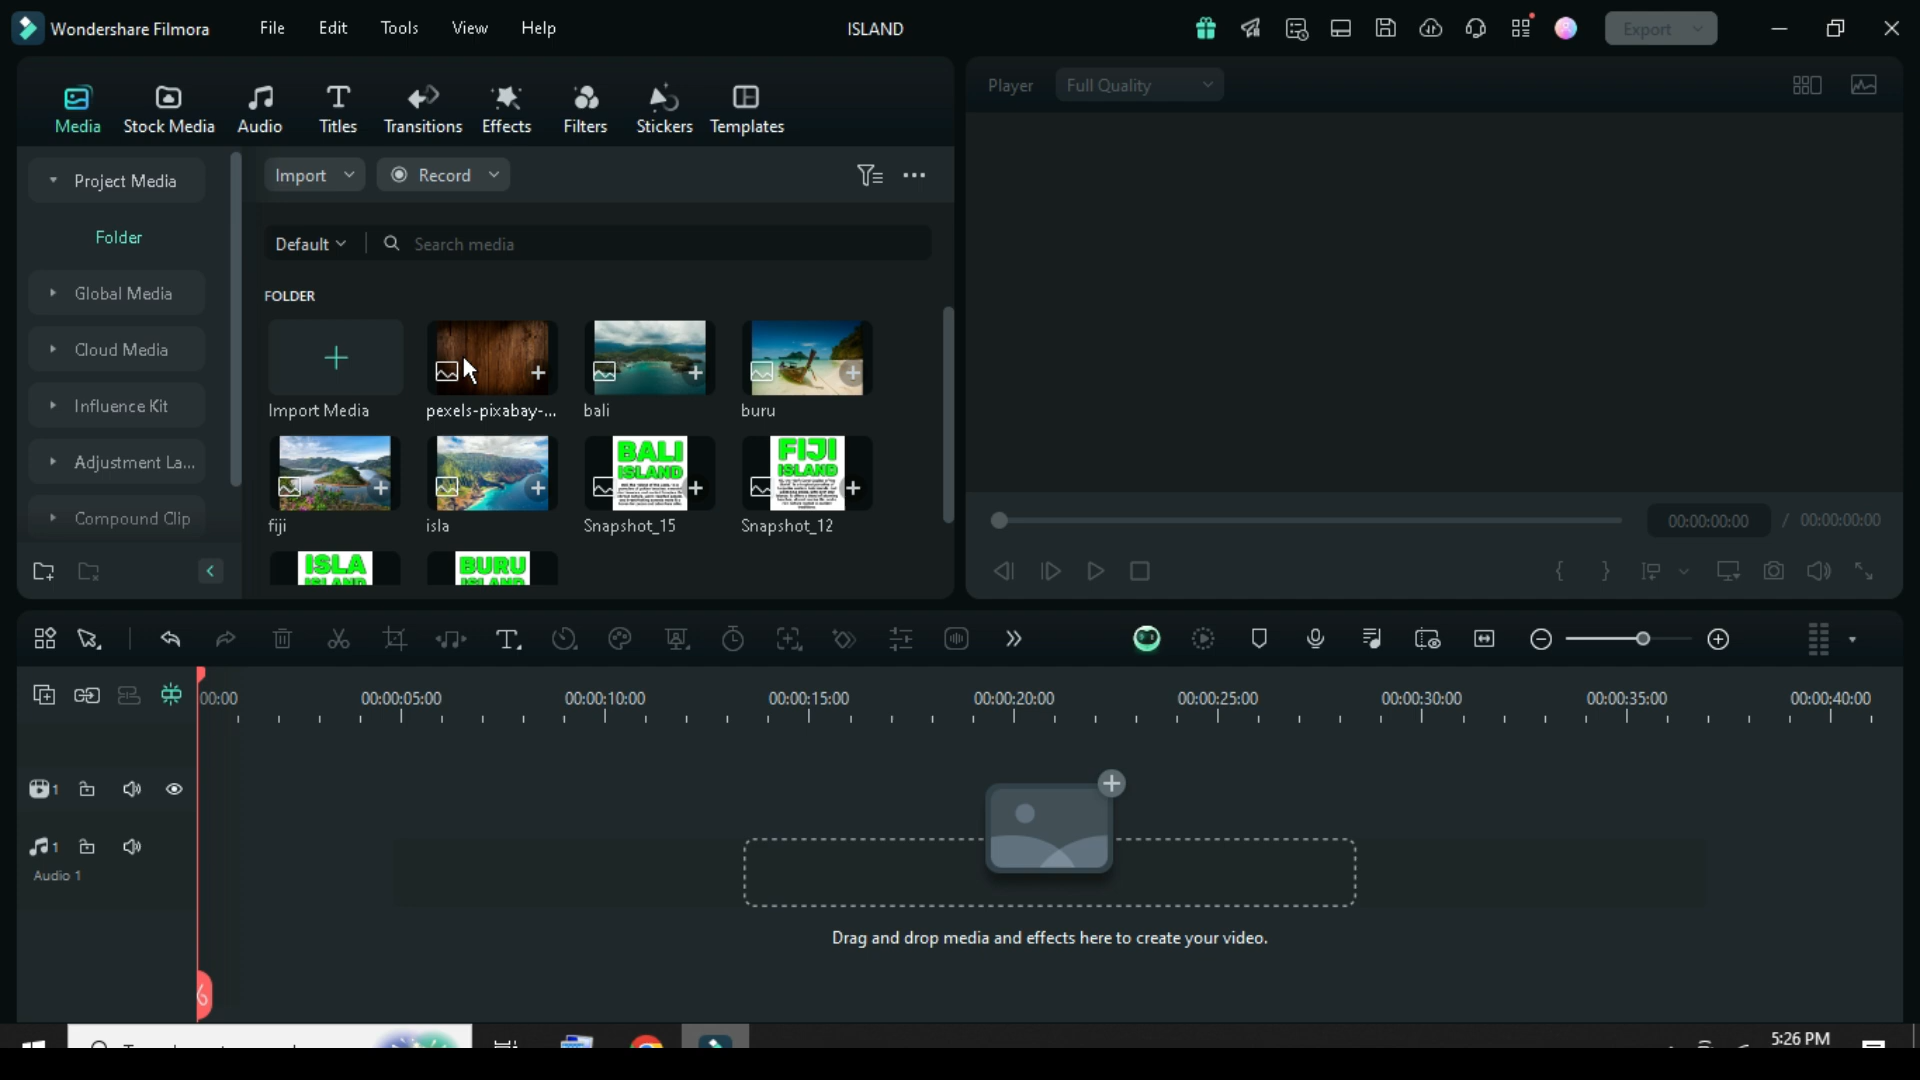 Wondershare Filmora
File
Edit
Tools
View
Help
ISLAND
Export
Media
Stock Media
Audio
Titles
Transitions
Effects
Filters
Stickers
Templates
Player
Full Quality
Project Media
Folder
Global Media
Cloud Media
Influence Kit
Adjustment La...
Compound Clip
Import
Record
Default
Search media
FOLDER
Import Media
pexels-pixabay-...
bali
buru
fiji
isla
BALI
ISLAND
Snapshot_15
FIJI
ISLAND
Snapshot_12
ISLA
ISLAND
BURU
ISLAND
00:00:00:00
/ 00:00:00:00
00:00
00:00:05:00
00:00:10:00
00:00:15:00
00:00:20:00
00:00:25:00
00:00:30:00
00:00:35:00
00:00:40:00
1
1
Audio 1
Drag and drop media and effects here to create your video.
5:26 PM